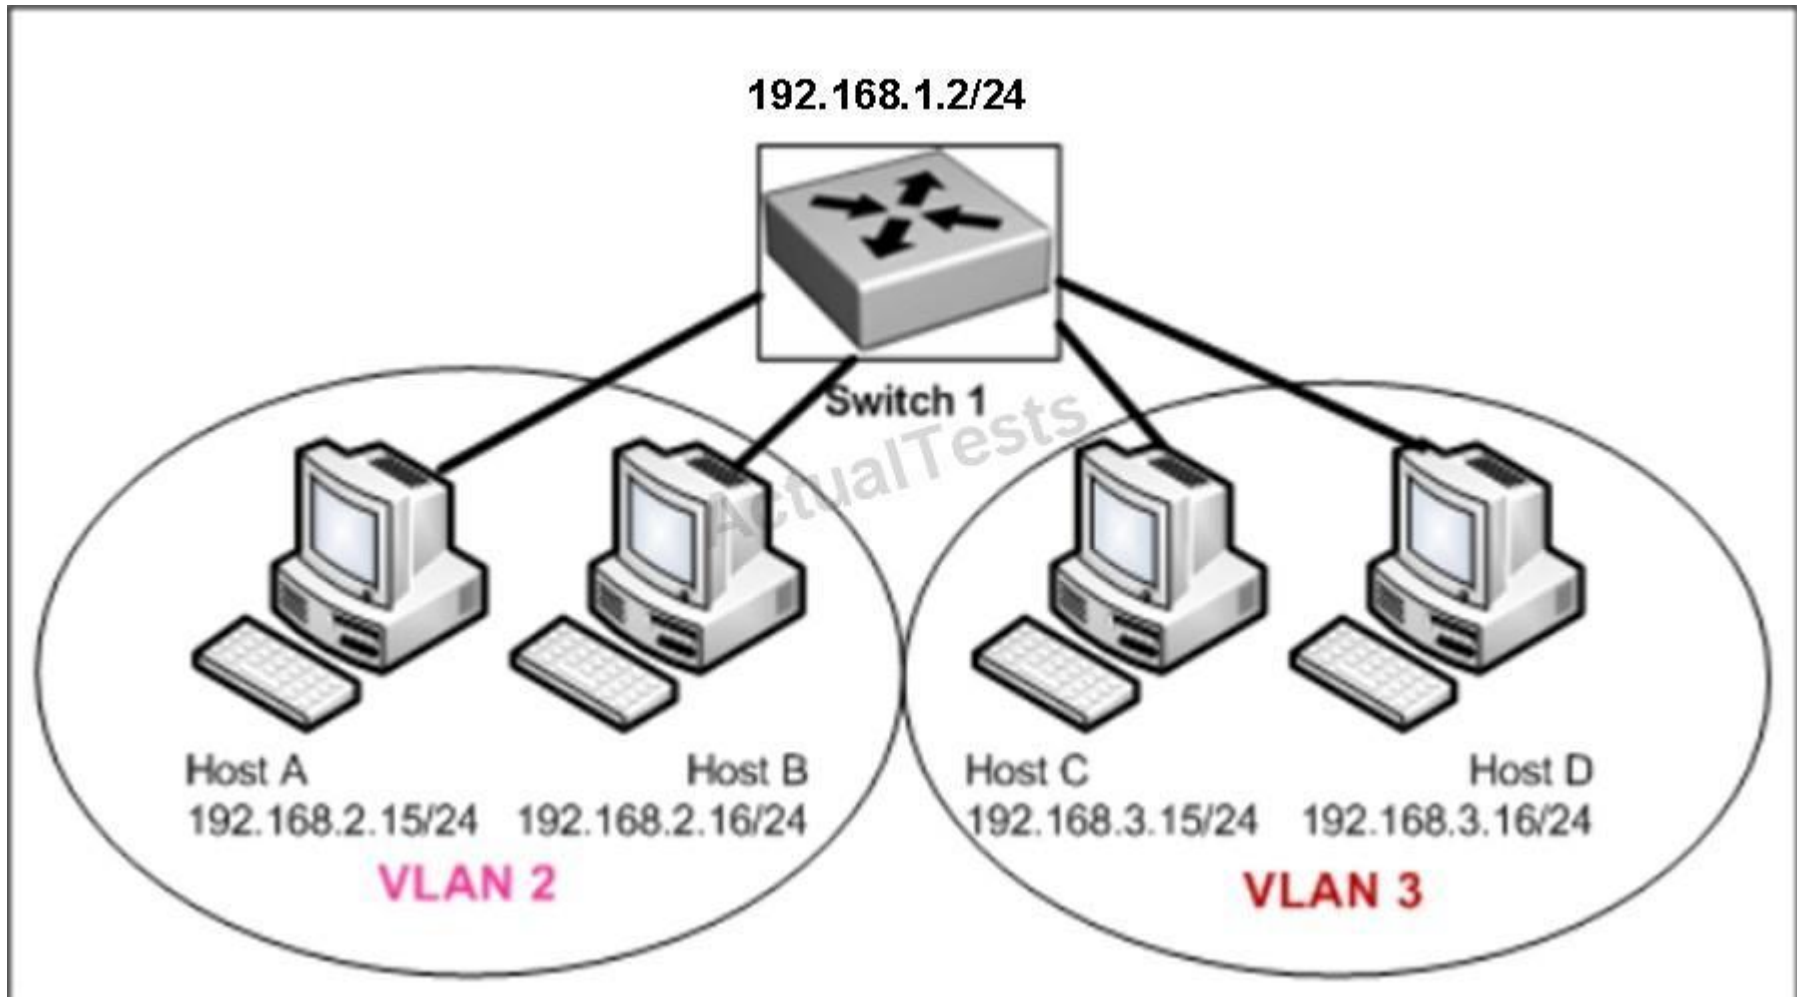 192.168.1.2/24
Switch 1
ActualTests
Host A
192.168.2.15/24
Host B
192.168.2.16/24
VLAN 2
Host C
192.168.3.15/24
Host D
192.168.3.16/24
VLAN 3